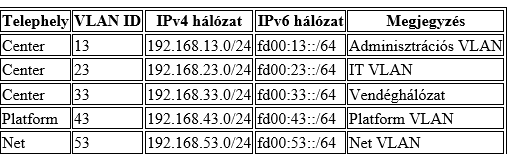 Telephely VLAN ID IPv4 hálózat IPv6 hálózat Megjegyzés
Center 13 192.168.13.0/24 fd00:13::/64 Adminisztrációs VLAN
Center 23 192.168.23.0/24 fd00:23::/64 IT VLAN
Center 33 192.168.33.0/24 fd00:33::/64 Vendéghálózat
Platform 43 192.168.43.0/24 fd00:43::/64 Platform VLAN
Net 53 192.168.53.0/24 fd00:53::/64 Net VLAN